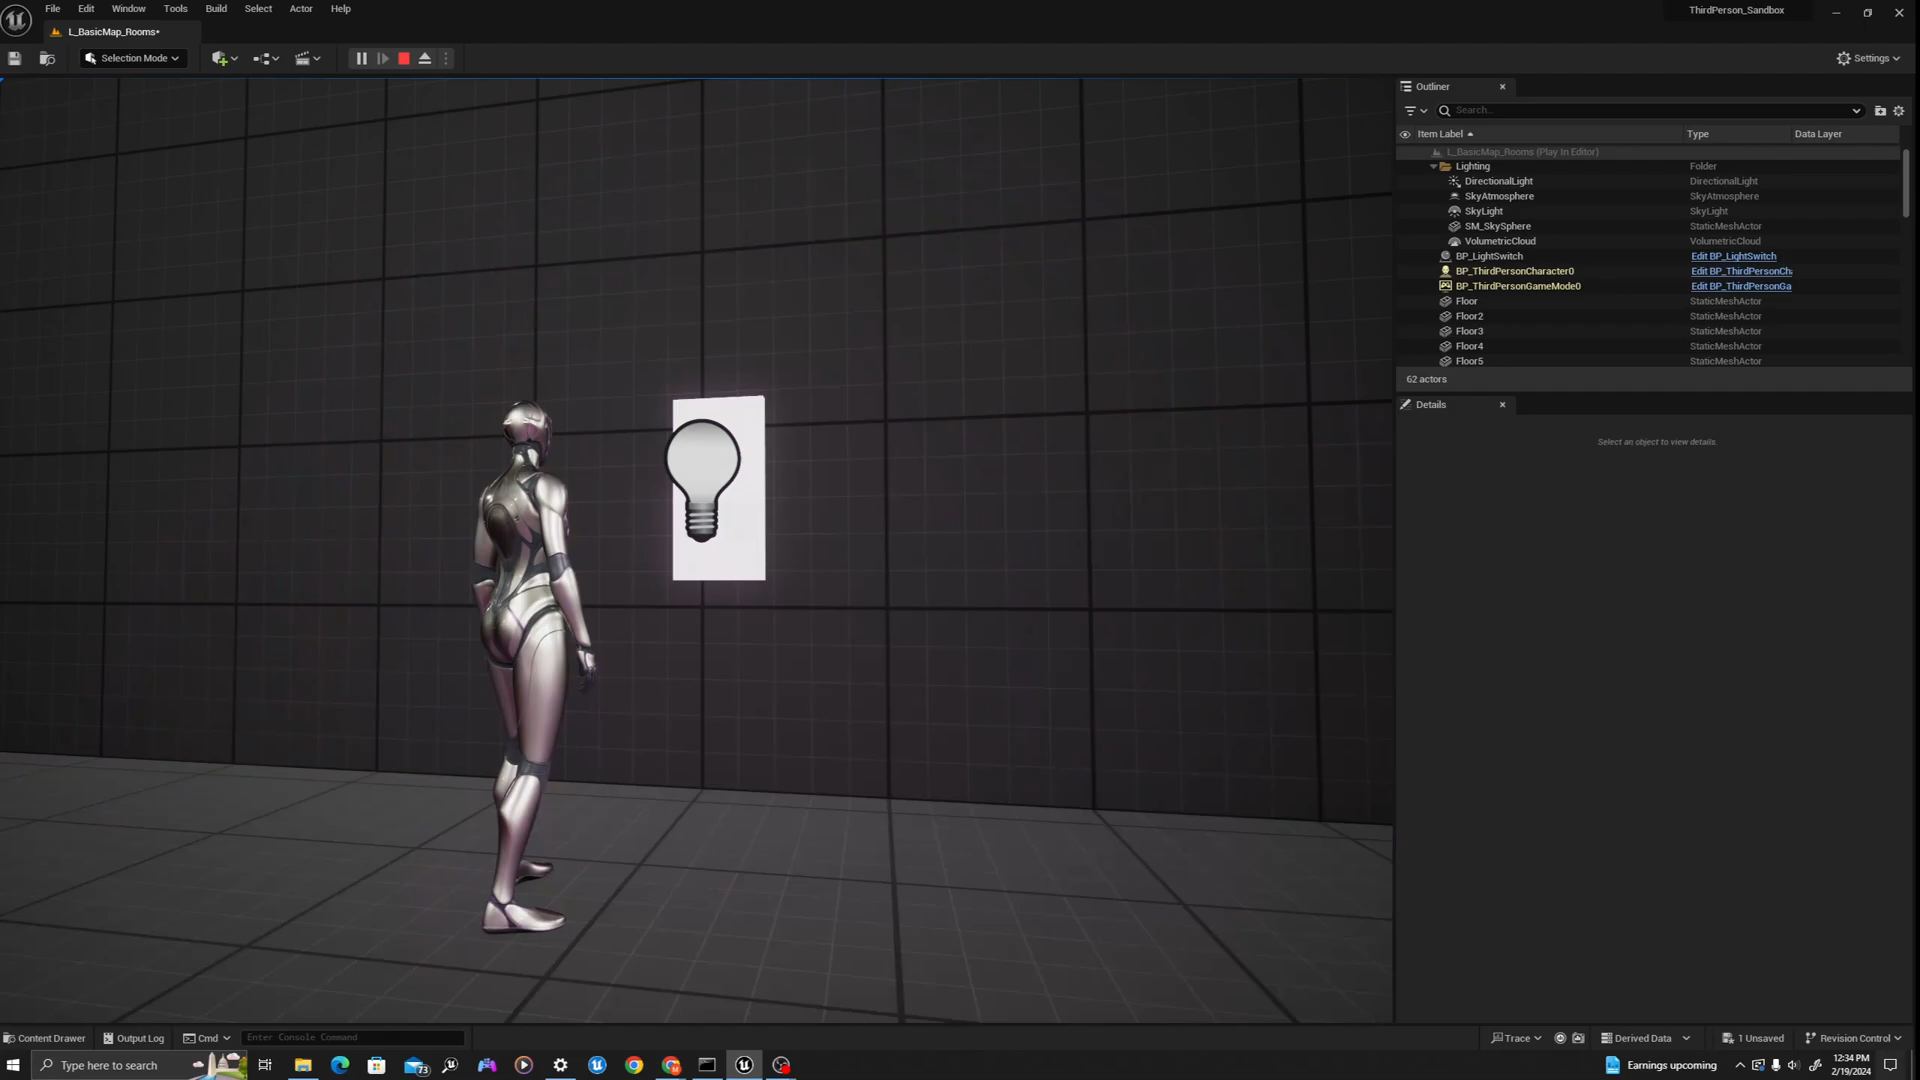 File Edit Window Tools Build Select Actor Help
ThirdPerson_Sandbox
L_BasicMap_Rooms*
Selection Mode
Settings
Outliner
Search...
Item Label Type Data Layer
L_BasicMap_Rooms (Play In Editor)
Lighting Folder
DirectionalLight DirectionalLight
SkyAtmosphere SkyAtmosphere
SkyLight SkyLight
SM_SkySphere StaticMeshActor
VolumetricCloud VolumetricCloud
BP_LightSwitch Edit BP_LightSwitch
BP_ThirdPersonCharacter0 Edit BP_ThirdPersonCh
BP_ThirdPersonGameMode0 Edit BP_ThirdPersonGa
Floor StaticMeshActor
Floor2 StaticMeshActor
Floor3 StaticMeshActor
Floor4 StaticMeshActor
Floor5 StaticMeshActor
62 actors
Details
Select an object to view details.
Content Drawer Output Log Cmd Enter Console Command
Trace Derived Data 1 Unsaved Revision Control
Type here to search
73
M
Earnings upcoming
12:34 PM
2/19/2024